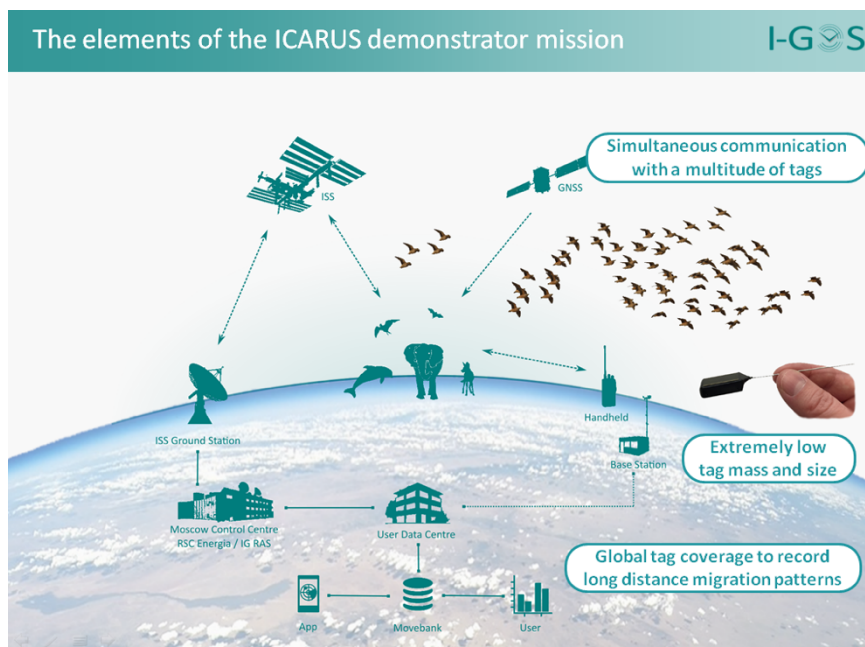 The elements of the ICARUS demonstrator mission
I-GOS
Simultaneous communication
with a multitude of tags
ISS
GNSS
Handheld
ISS Ground Station
Base Station
Extremely low
tag mass and size
Moscow Control Centre
RSC Energia / IG RAS
User Data Centre
Global tag coverage to record
long distance migration patterns
App
Movebank
User